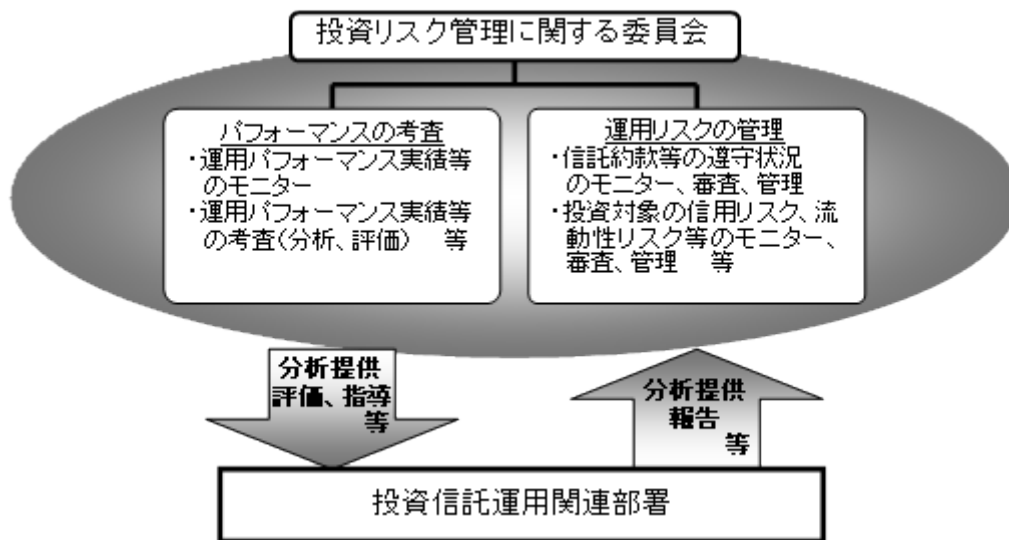 投資リスク管理に関する委員会
パフォーマンスの考査
・運用パフォーマンス実績等
のモニター
・運用パフォーマンス実績等
の考査(分析、評価)　等
運用リスクの管理
・信託約款等の遵守状況
のモニター、審査、管理
・投資対象の信用リスク、流
動性リスク等のモニター、
審査、管理　等
分析提供
評価、指導
等
分析提供
報告
等
投資信託運用関連部署